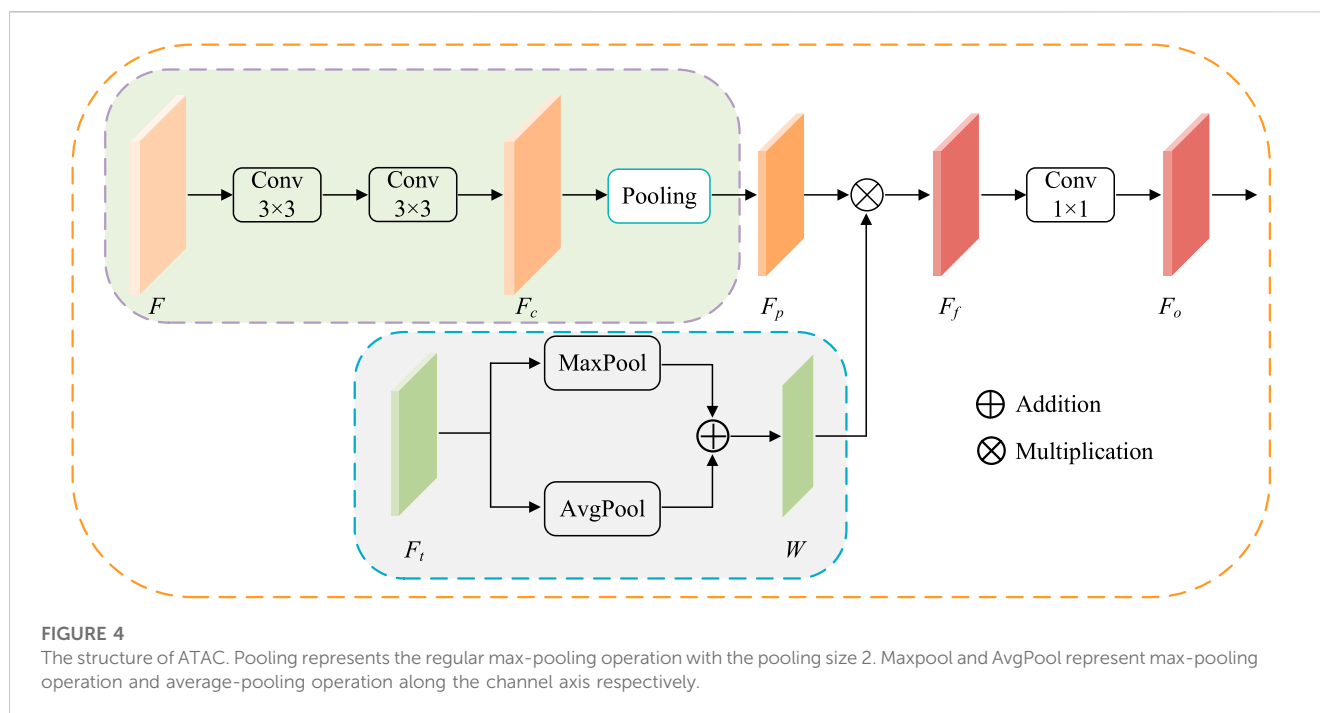 Conv
3×3
Conv
3×3
Pooling
Conv
1×1
F
F_c
F_p
F_f
F_o
MaxPool
AvgPool
F_t
W
Addition
Multiplication
FIGURE 4
The structure of ATAC. Pooling represents the regular max-pooling operation with the pooling size 2. Maxpool and AvgPool represent max-pooling
operation and average-pooling operation along the channel axis respectively.